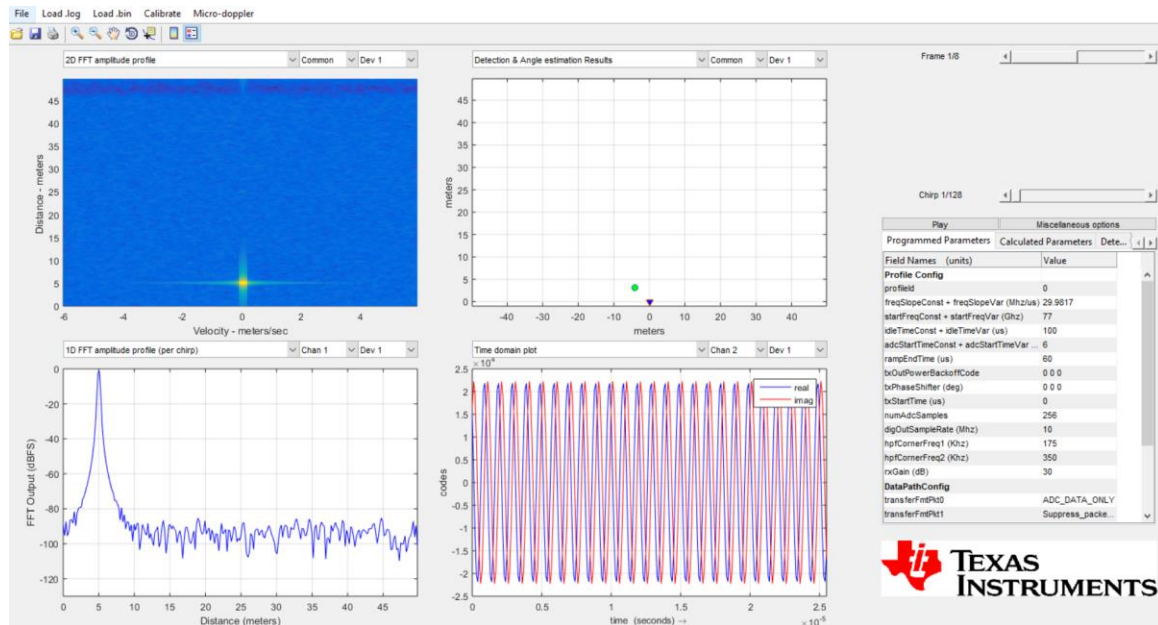 File Load .log Load .bin Calibrate Micro-doppler
2D FFT amplitude profile Common Dev 1
45
40
35
30
25
20
15
10
5
0
Distance - meters
-6 -4 -2 0 2 4
Velocity - meters/sec
Detection & Angle estimation Results Common Dev 1
45
40
35
30
25
20
15
10
5
0
meters
-40 -30 -20 -10 0 10 20 30 40
meters
1D FFT amplitude profile (per chirp) Chan 1 Dev 1
0
-20
-40
-60
-80
-100
-120
FFT Output (dBFS)
0 5 10 15 20 25 30 35 40 45
Distance (meters)
Time domain plot Chan 2 Dev 1
×10⁴
2.5
2
1.5
1
0.5
0
-0.5
-1
-1.5
-2
-2.5
codes
real
imag
0 0.5 1 1.5 2 2.5
time (seconds) →
×10⁻⁵
Frame 1/8
Chirp 1/128
Play Miscellaneous options
Programmed Parameters Calculated Parameters Dete...
Field Names (units) Value
Profile Config
profileId 0
freqSlopeConst + freqSlopeVar (Mhz/us) 29.9817
startFreqConst + startFreqVar (Ghz) 77
idleTimeConst + idleTimeVar (us) 100
adcStartTimeConst + adcStartTimeVar ... 6
rampEndTime (us) 60
txOutPowerBackoffCode 0 0 0
txPhaseShifter (deg) 0 0 0
txStartTime (us) 0
numAdcSamples 256
digOutSampleRate (Mhz) 10
hpfCornerFreq1 (Khz) 175
hpfCornerFreq2 (Khz) 350
rxGain (dB) 30
DataPathConfig
transferFmtPkt0 ADC_DATA_ONLY
transferFmtPkt1 Suppress_packe...
TEXAS
INSTRUMENTS